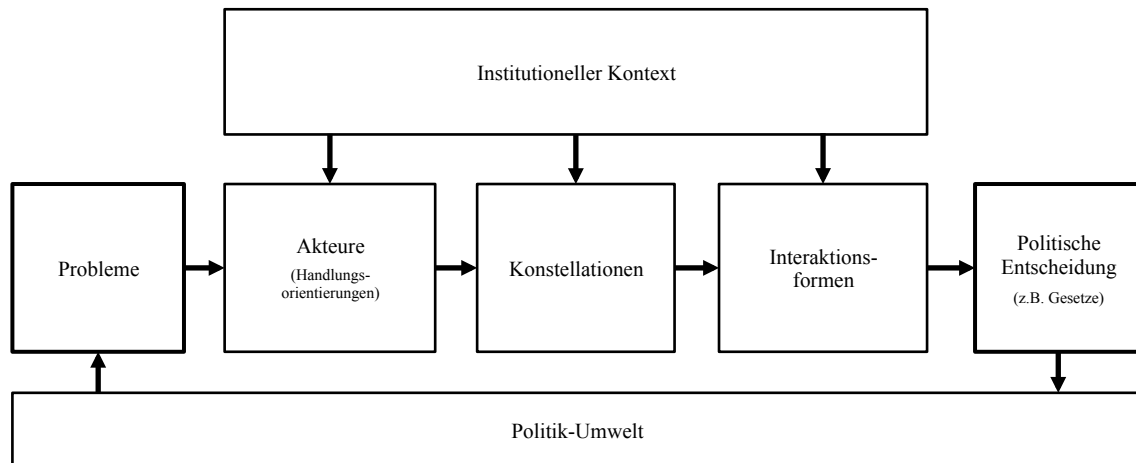 Institutioneller Kontext
Probleme
Akteure
(Handlungs-
orientierungen)
Konstellationen
Interaktions-
formen
Politische
Entscheidung
(z.B. Gesetze)
Politik-Umwelt